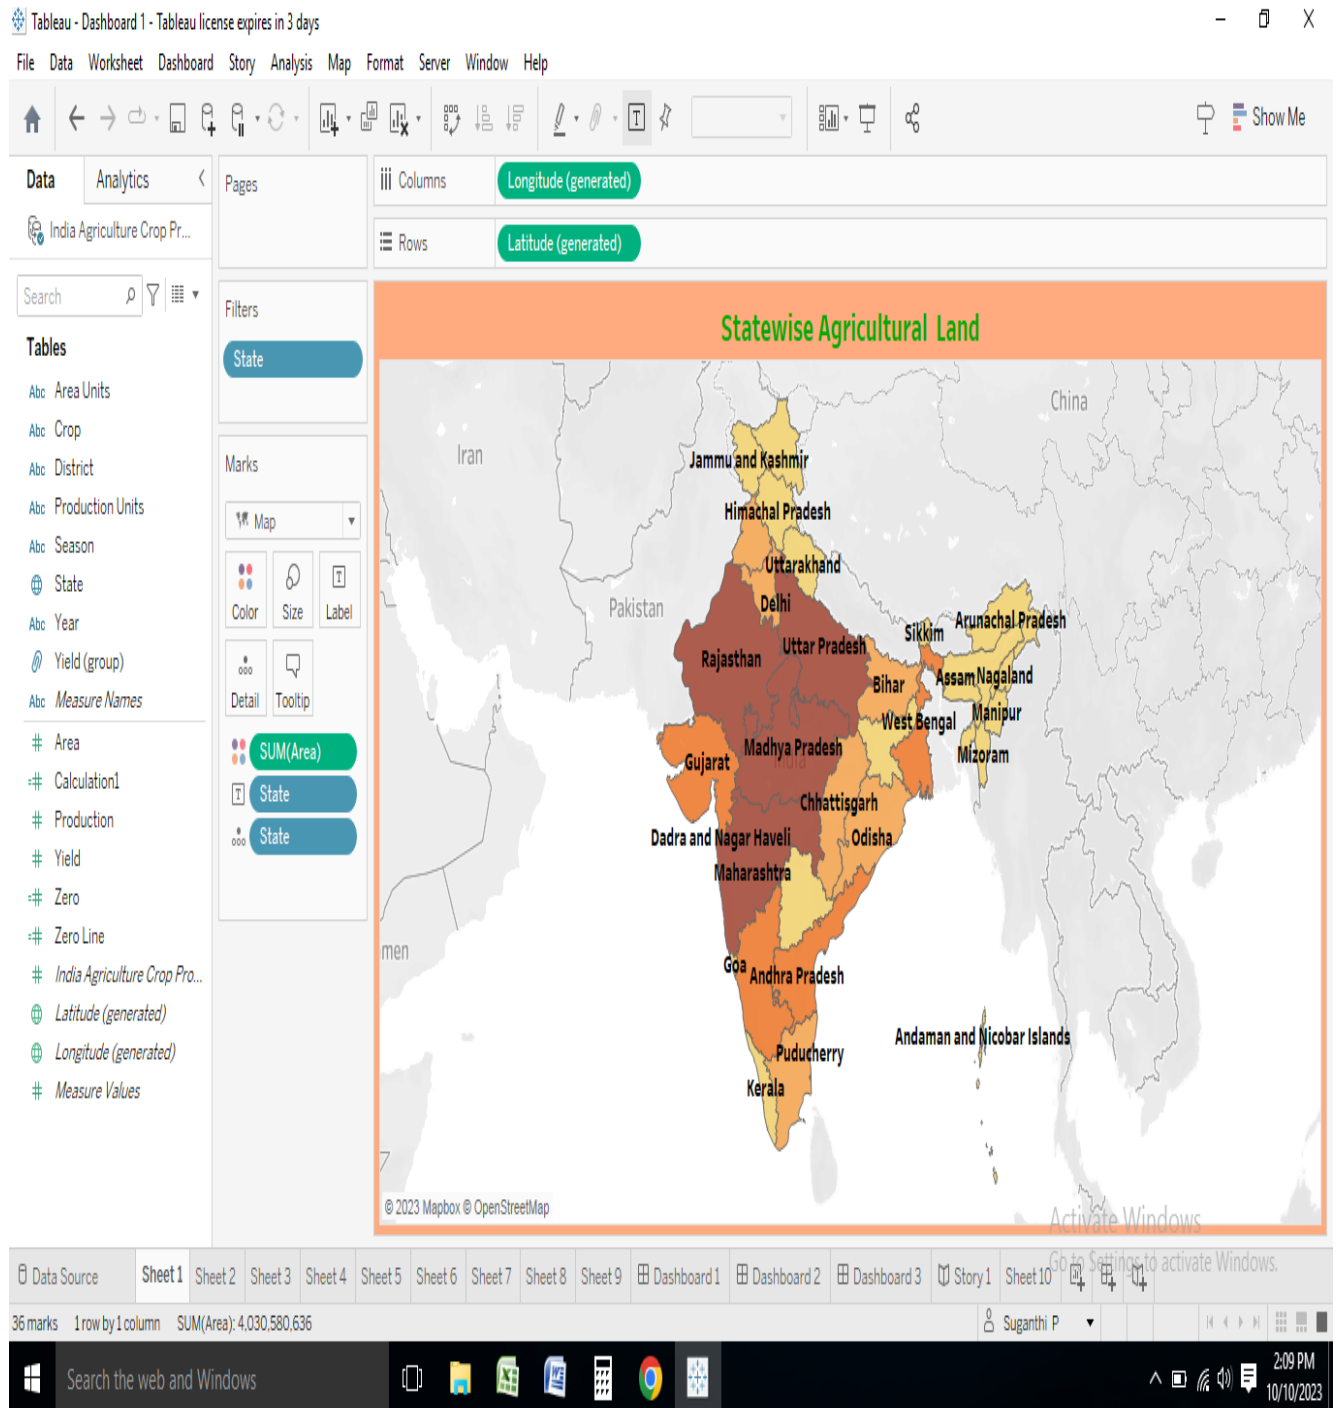 Tableau - Dashboard 1 - Tableau license expires in 3 days
File Data Worksheet Dashboard Story Analysis Map Format Server Window Help
Show Me
Data Analytics
India Agriculture Crop Pr...
Search
Tables
Abc Area Units
Abc Crop
Abc District
Abc Production Units
Abc Season
State
Abc Year
Yield (group)
Abc Measure Names
# Area
=# Calculation1
# Production
# Yield
=# Zero
=# Zero Line
# India Agriculture Crop Pro...
Latitude (generated)
Longitude (generated)
# Measure Values
Pages
Filters
State
Marks
Map
Color Size Label
Detail Tooltip
SUM(Area)
State
State
Columns Longitude (generated)
Rows Latitude (generated)
Statewise Agricultural Land
China
Iran
Jammu and Kashmir
Himachal Pradesh
Uttarakhand
Pakistan
Delhi
Sikkim
Arunachal Pradesh
Uttar Pradesh
Rajasthan
Bihar
Assam
Nagaland
West Bengal
Manipur
Madhya Pradesh
India
Mizoram
Gujarat
Chhattisgarh
Dadra and Nagar Haveli
Odisha
Maharashtra
men
Goa
Andhra Pradesh
Andaman and Nicobar Islands
Puducherry
Kerala
© 2023 Mapbox © OpenStreetMap
Activate Windows
Go to Settings to activate Windows.
Data Source Sheet 1 Sheet 2 Sheet 3 Sheet 4 Sheet 5 Sheet 6 Sheet 7 Sheet 8 Sheet 9 Dashboard 1 Dashboard 2 Dashboard 3 Story 1 Sheet 10
36 marks 1 row by 1 column SUM(Area): 4,030,580,636
Suganthi P
Search the web and Windows
2:09 PM
10/10/2023